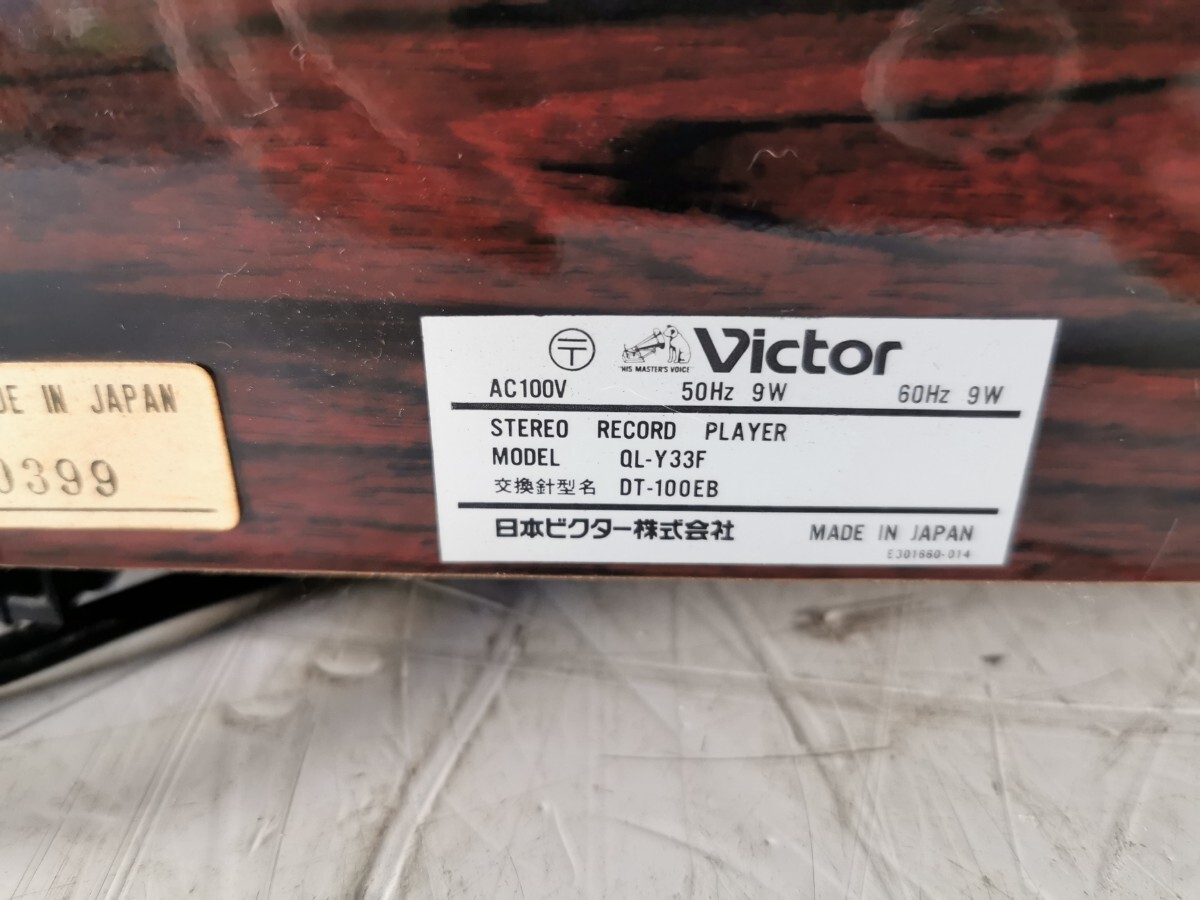 〒 "HIS MASTER'S VOICE" Victor
AC100V 50Hz 9W 60Hz 9W
STEREO RECORD PLAYER
MODEL QL-Y33F
交換針型名 DT-100EB
日本ビクター株式会社 MADE IN JAPAN
E301660-014
DE IN JAPAN
0399